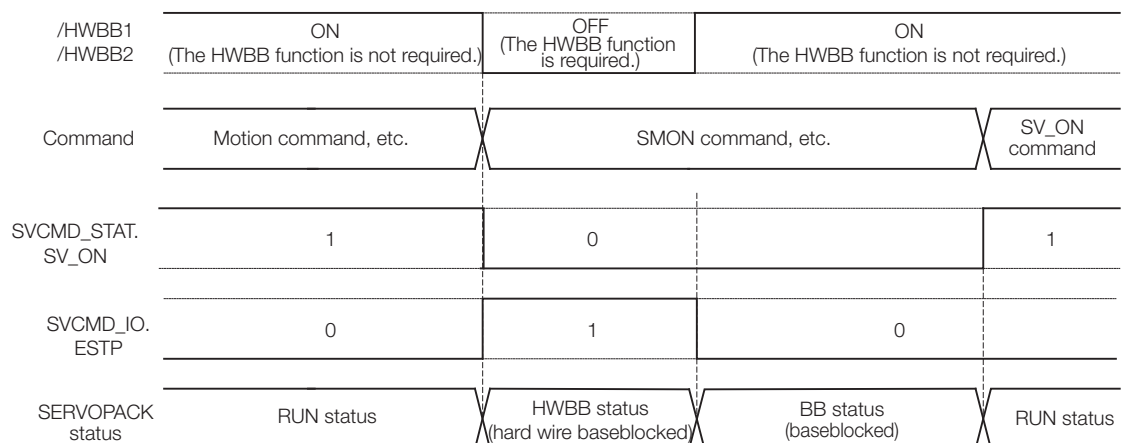 /HWBB1
/HWBB2
ON
(The HWBB function is not required.)
OFF
(The HWBB function
is required.)
ON
(The HWBB function is not required.)
Command
Motion command, etc.
SMON command, etc.
SV_ON
command
SVCMD_STAT.
SV_ON
1
0
1
SVCMD_IO.
ESTP
0
1
0
SERVOPACK
status
RUN status
HWBB status
(hard wire baseblocked)
BB status
(baseblocked)
RUN status